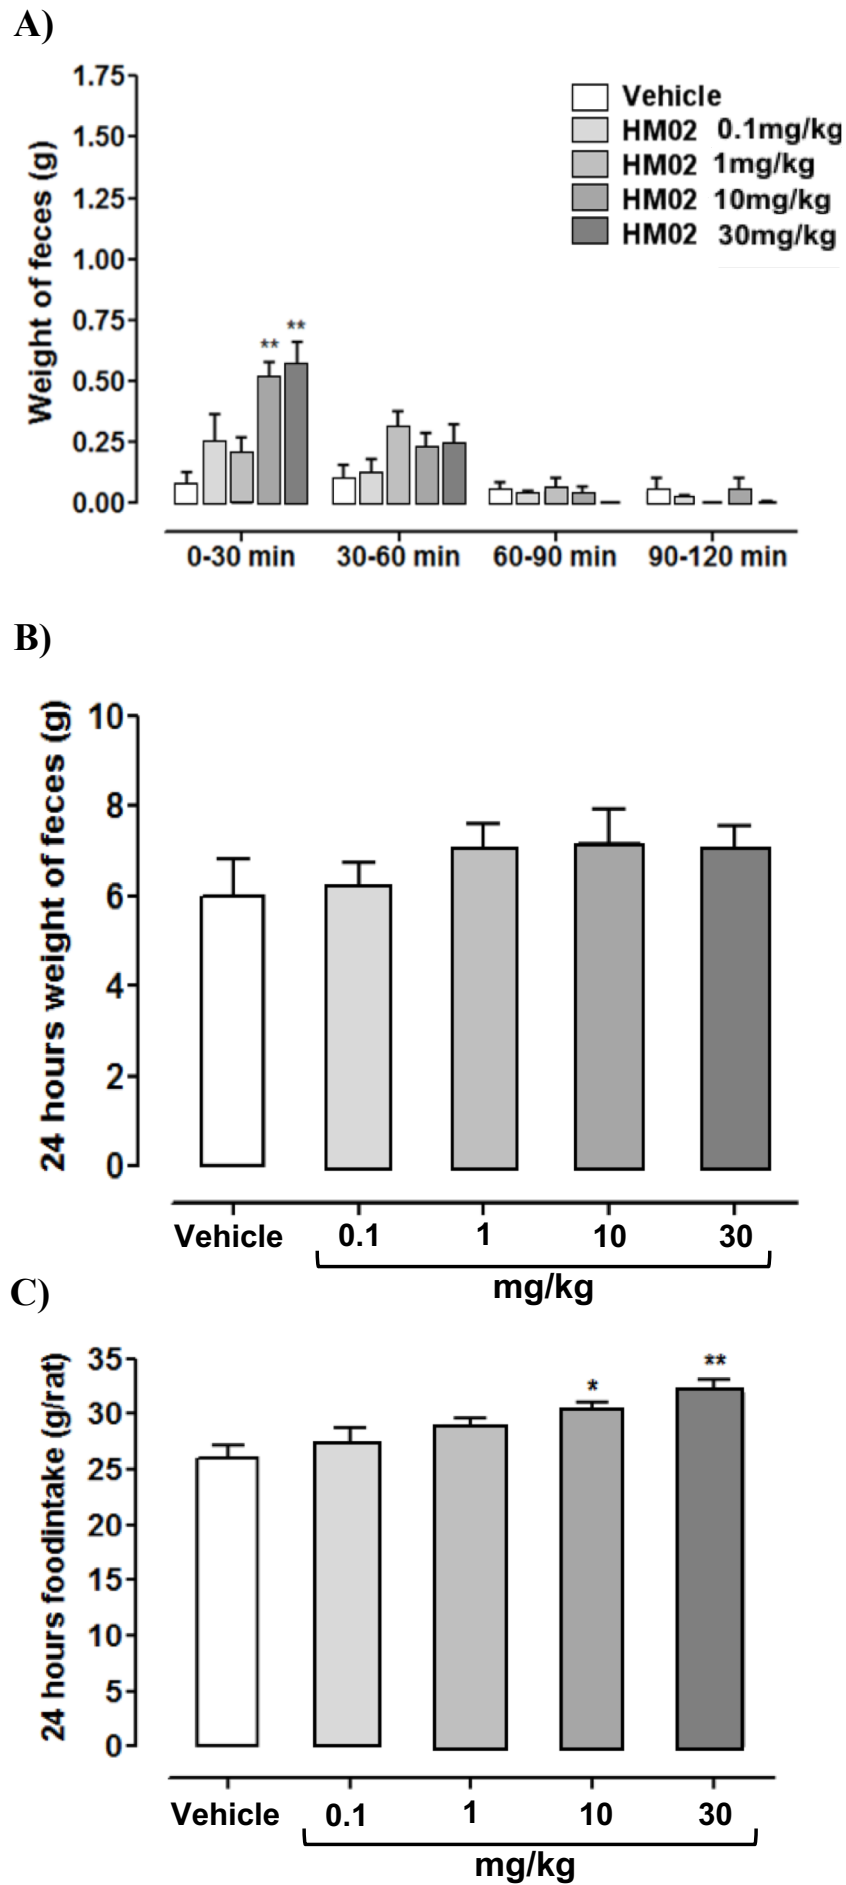 A)
Weight of feces (g)
1.75
1.50
1.25
1.00
0.75
0.50
0.25
0.00
Vehicle
HM02 0.1mg/kg
HM02 1mg/kg
HM02 10mg/kg
HM02 30mg/kg
** **
0-30 min 30-60 min 60-90 min 90-120 min
B)
24 hours weight of feces (g)
10
8
6
4
2
0
Vehicle 0.1 1 10 30
mg/kg
C)
24 hours foodintake (g/rat)
35
30
25
20
15
10
5
0
* **
Vehicle 0.1 1 10 30
mg/kg